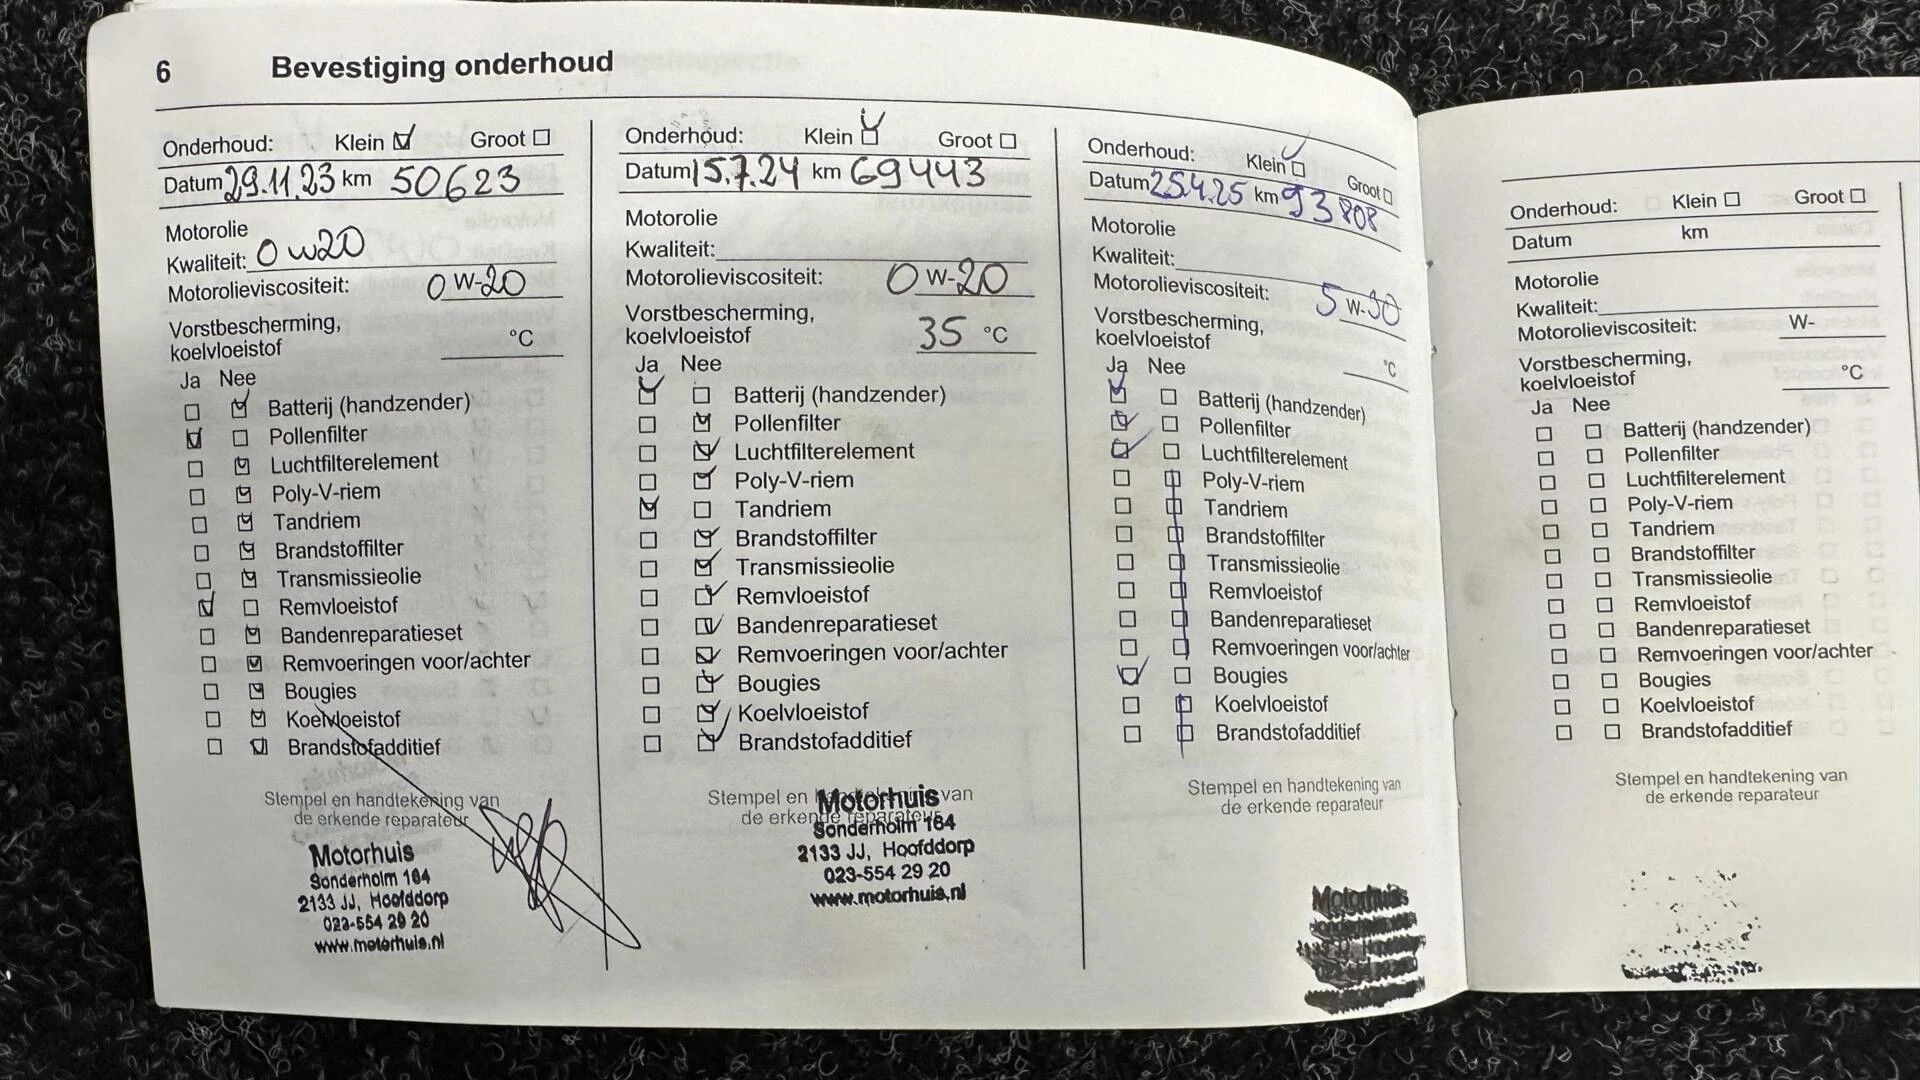 6 Bevestiging onderhoud
Onderhoud: Klein Groot
Datum 29.11.23 km 50623
Motorolie
Kwaliteit: 0w20
Motorolieviscositeit: 0 W-20
Vorstbescherming,
koelvloeistof °C
Ja Nee
Batterij (handzender)
Pollenfilter
Luchtfilterelement
Poly-V-riem
Tandriem
Brandstoffilter
Transmissieolie
Remvloeistof
Bandenreparatieset
Remvoeringen voor/achter
Bougies
Koelvloeistof
Brandstofadditief
Stempel en handtekening van
de erkende reparateur
Motorhuis
Sonderholm 164
2133 JJ, Hoofddorp
023-554 29 20
www.motorhuis.nl
Onderhoud: Klein Groot
Datum 15.7.24 km 69443
Motorolie
Kwaliteit:
Motorolieviscositeit: 0 W-20
Vorstbescherming,
koelvloeistof 35 °C
Ja Nee
Batterij (handzender)
Pollenfilter
Luchtfilterelement
Poly-V-riem
Tandriem
Brandstoffilter
Transmissieolie
Remvloeistof
Bandenreparatieset
Remvoeringen voor/achter
Bougies
Koelvloeistof
Brandstofadditief
Stempel en handtekening van
de erkende reparateur
Motorhuis
Sonderholm 164
2133 JJ, Hoofddorp
023-554 29 20
www.motorhuis.nl
Onderhoud: Klein Groot
Datum 25.4.25 km 93808
Motorolie
Kwaliteit:
Motorolieviscositeit: 5 W-30
Vorstbescherming,
koelvloeistof °C
Ja Nee
Batterij (handzender)
Pollenfilter
Luchtfilterelement
Poly-V-riem
Tandriem
Brandstoffilter
Transmissieolie
Remvloeistof
Bandenreparatieset
Remvoeringen voor/achter
Bougies
Koelvloeistof
Brandstofadditief
Stempel en handtekening van
de erkende reparateur
Motorhuis
Onderhoud: Klein Groot
Datum km
Motorolie
Kwaliteit:
Motorolieviscositeit: W-
Vorstbescherming,
koelvloeistof °C
Ja Nee
Batterij (handzender)
Pollenfilter
Luchtfilterelement
Poly-V-riem
Tandriem
Brandstoffilter
Transmissieolie
Remvloeistof
Bandenreparatieset
Remvoeringen voor/achter
Bougies
Koelvloeistof
Brandstofadditief
Stempel en handtekening van
de erkende reparateur